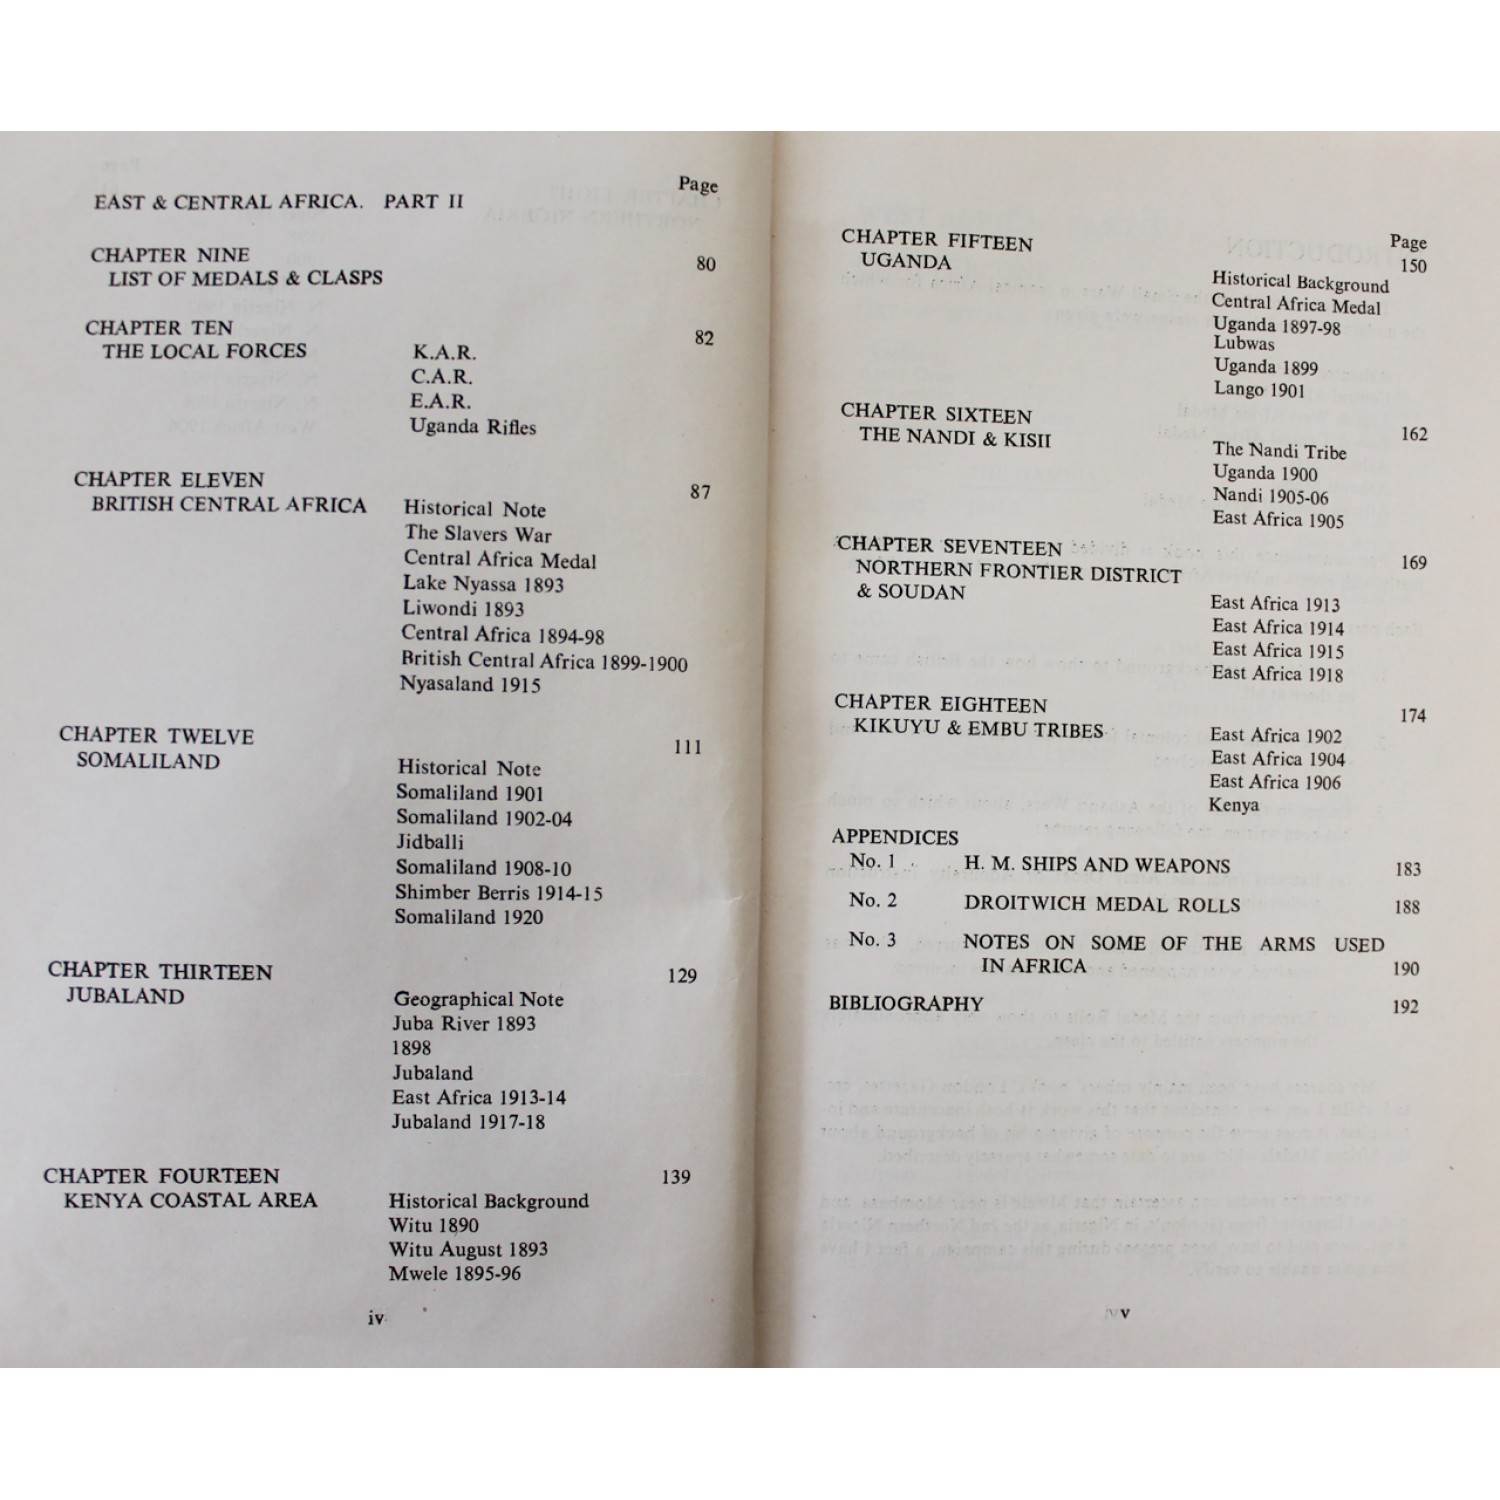 Page
EAST & CENTRAL AFRICA. PART II
CHAPTER NINE
LIST OF MEDALS & CLASPS 80
CHAPTER TEN
THE LOCAL FORCES K.A.R. 82
C.A.R.
E.A.R.
Uganda Rifles
CHAPTER ELEVEN 87
BRITISH CENTRAL AFRICA Historical Note
The Slavers War
Central Africa Medal
Lake Nyassa 1893
Liwondi 1893
Central Africa 1894-98
British Central Africa 1899-1900
Nyasaland 1915
CHAPTER TWELVE 111
SOMALILAND Historical Note
Somaliland 1901
Somaliland 1902-04
Jidballi
Somaliland 1908-10
Shimber Berris 1914-15
Somaliland 1920
CHAPTER THIRTEEN 129
JUBALAND Geographical Note
Juba River 1893
1898
Jubaland
East Africa 1913-14
Jubaland 1917-18
CHAPTER FOURTEEN 139
KENYA COASTAL AREA Historical Background
Witu 1890
Witu August 1893
Mwele 1895-96
iv
Page
CHAPTER FIFTEEN 150
UGANDA Historical Background
Central Africa Medal
Uganda 1897-98
Lubwas
Uganda 1899
Lango 1901
CHAPTER SIXTEEN 162
THE NANDI & KISII The Nandi Tribe
Uganda 1900
Nandi 1905-06
East Africa 1905
CHAPTER SEVENTEEN 169
NORTHERN FRONTIER DISTRICT
& SOUDAN East Africa 1913
East Africa 1914
East Africa 1915
East Africa 1918
CHAPTER EIGHTEEN 174
KIKUYU & EMBU TRIBES East Africa 1902
East Africa 1904
East Africa 1906
Kenya
APPENDICES
No. 1 H. M. SHIPS AND WEAPONS 183
No. 2 DROITWICH MEDAL ROLLS 188
No. 3 NOTES ON SOME OF THE ARMS USED
IN AFRICA 190
BIBLIOGRAPHY 192
v